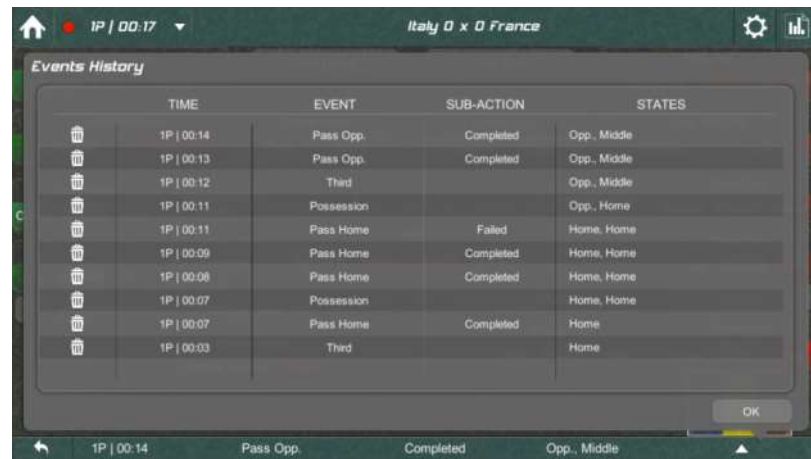 1P | 00:17 Italy 0 x 0 France
Events History
TIME EVENT SUB-ACTION STATES
1P | 00:14 Pass Opp. Completed Opp., Middle
1P | 00:13 Pass Opp. Completed Opp., Middle
1P | 00:12 Third Opp., Middle
1P | 00:11 Possession Opp., Home
1P | 00:11 Pass Home Failed Home, Home
1P | 00:09 Pass Home Completed Home, Home
1P | 00:08 Pass Home Completed Home, Home
1P | 00:07 Possession Home, Home
1P | 00:07 Pass Home Completed Home
1P | 00:03 Third Home
OK
1P | 00:14 Pass Opp. Completed Opp., Middle